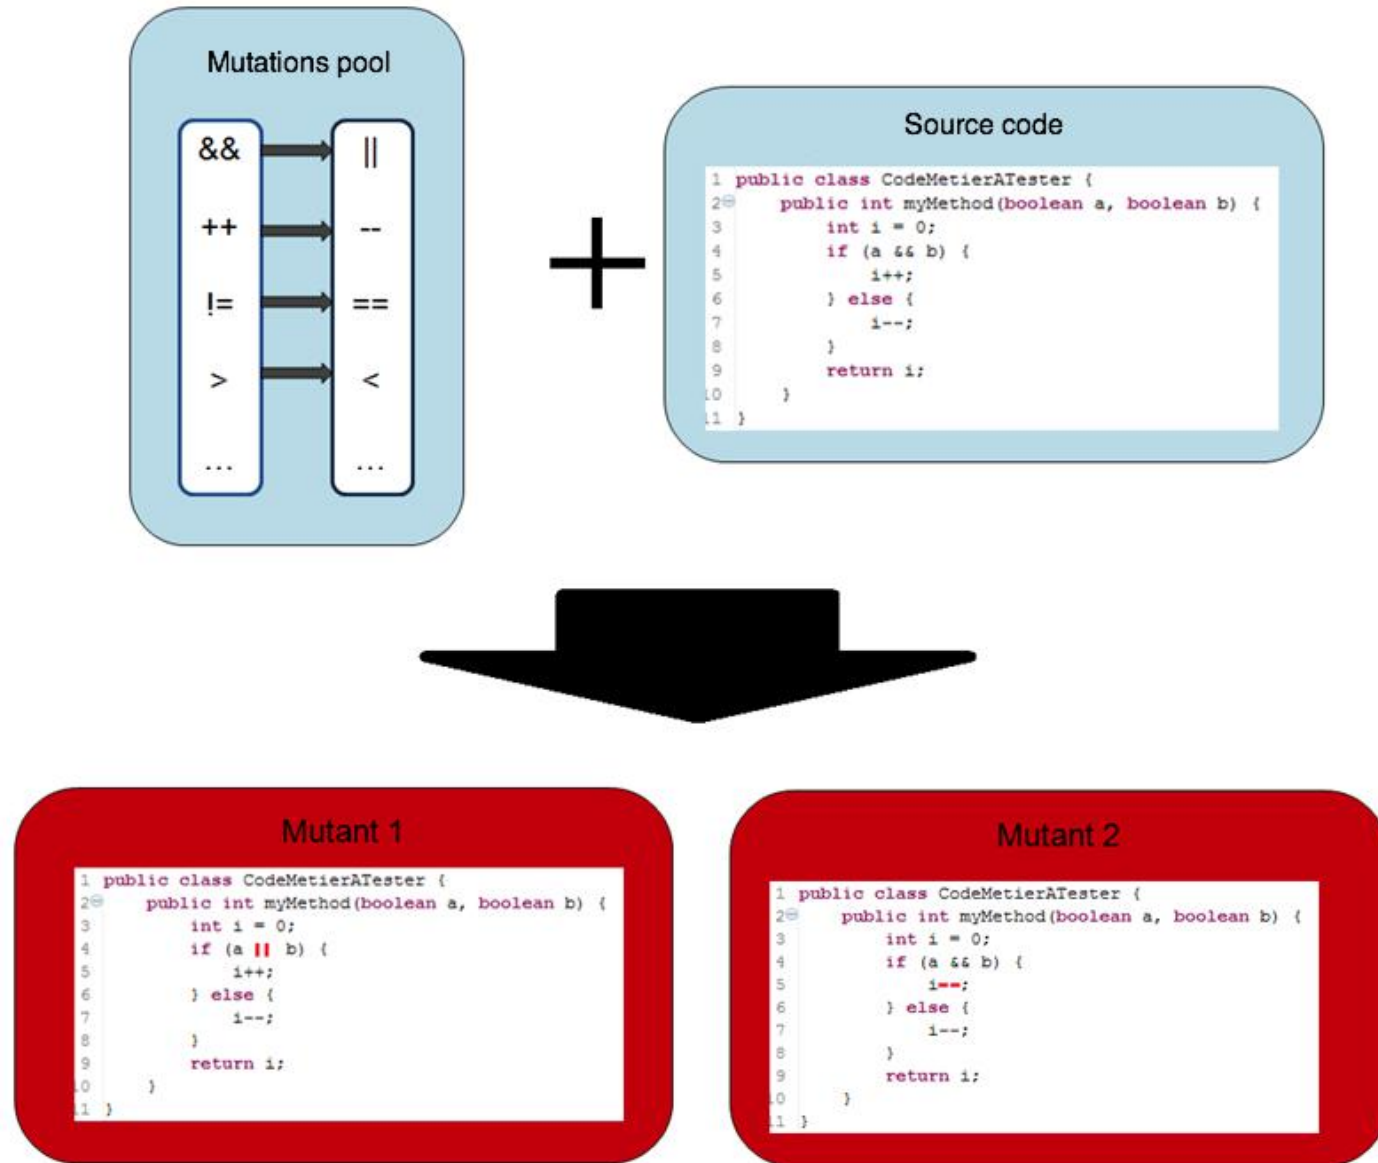 Mutations pool
&& ||
++ --
!= ==
> <
... ...
Source code
1 public class CodeMetierATester {
2 public int myMethod(boolean a, boolean b) {
3 int i = 0;
4 if (a && b) {
5 i++;
6 } else {
7 i--;
8 }
9 return i;
10 }
11 }
Mutant 1
1 public class CodeMetierATester {
2 public int myMethod(boolean a, boolean b) {
3 int i = 0;
4 if (a || b) {
5 i++;
6 } else {
7 i--;
8 }
9 return i;
10 }
11 }
Mutant 2
1 public class CodeMetierATester {
2 public int myMethod(boolean a, boolean b) {
3 int i = 0;
4 if (a && b) {
5 i--;
6 } else {
7 i--;
8 }
9 return i;
10 }
11 }